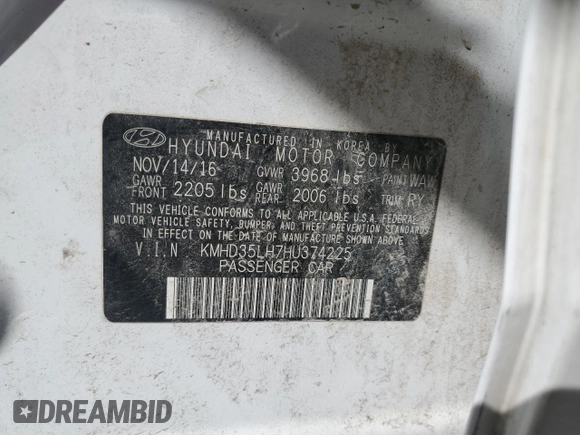 MANUFACTURED IN KOREA BY
HYUNDAI MOTOR COMPANY
NOV/14/16 GVWR 3968 lbs PAINT WAW
GAWR FRONT 2205 lbs GAWR REAR 2006 lbs TRIM RY
THIS VEHICLE CONFORMS TO ALL APPLICABLE U.S.A. FEDERAL
MOTOR VEHICLE SAFETY, BUMPER, AND THEFT PREVENTION STANDARDS
IN EFFECT ON THE DATE OF MANUFACTURE SHOWN ABOVE.
V.I.N KMHD35LH7HU374225
PASSENGER CAR 7
DREAMBID